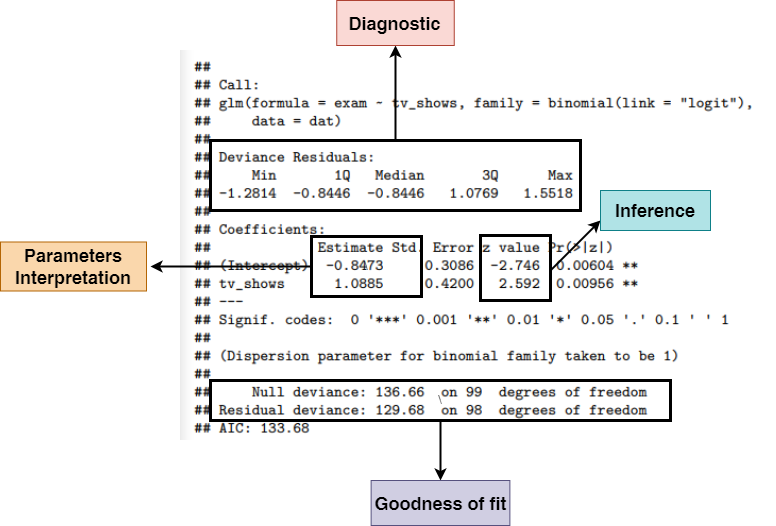 Diagnostic
##
## Call:
## glm(formula = exam ~ tv_shows, family = binomial(link = "logit"),
##     data = dat)
##
## Deviance Residuals:
##     Min       1Q   Median       3Q      Max
## -1.2814  -0.8446  -0.8446   1.0769   1.5518
##
Inference
## Coefficients:
##             Estimate Std. Error z value Pr(>|z|)
Parameters
Interpretation
## (Intercept)  -0.8473     0.3086  -2.746  0.00604 **
## tv_shows      1.0885     0.4200   2.592  0.00956 **
## ---
## Signif. codes:  0 '***' 0.001 '**' 0.01 '*' 0.05 '.' 0.1 ' ' 1
##
## (Dispersion parameter for binomial family taken to be 1)
##
##     Null deviance: 136.66  on 99  degrees of freedom
## Residual deviance: 129.68  on 98  degrees of freedom
## AIC: 133.68
Goodness of fit